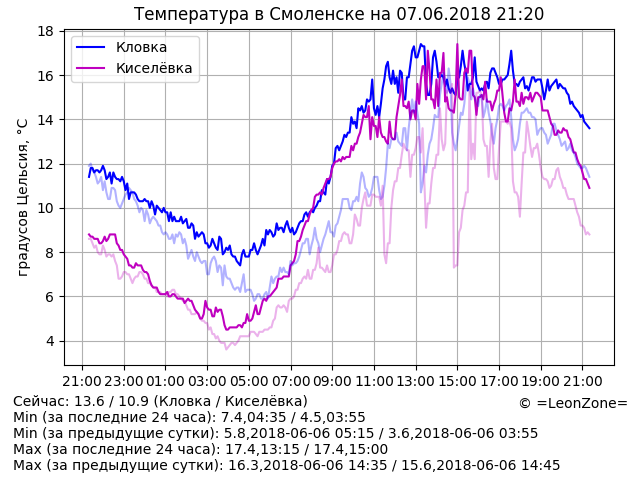 Температура в Смоленске на 07.06.2018 21:20
Кловка
Киселёвка
градусов Цельсия, °C
18
16
14
12
10
8
6
4
21:00 23:00 01:00 03:00 05:00 07:00 09:00 11:00 13:00 15:00 17:00 19:00 21:00
Сейчас: 13.6 / 10.9 (Кловка / Киселёвка)
© =LeonZone=
Min (за последние 24 часа): 7.4,04:35 / 4.5,03:55
Min (за предыдущие сутки): 5.8,2018-06-06 05:15 / 3.6,2018-06-06 03:55
Max (за последние 24 часа): 17.4,13:15 / 17.4,15:00
Max (за предыдущие сутки): 16.3,2018-06-06 14:35 / 15.6,2018-06-06 14:45